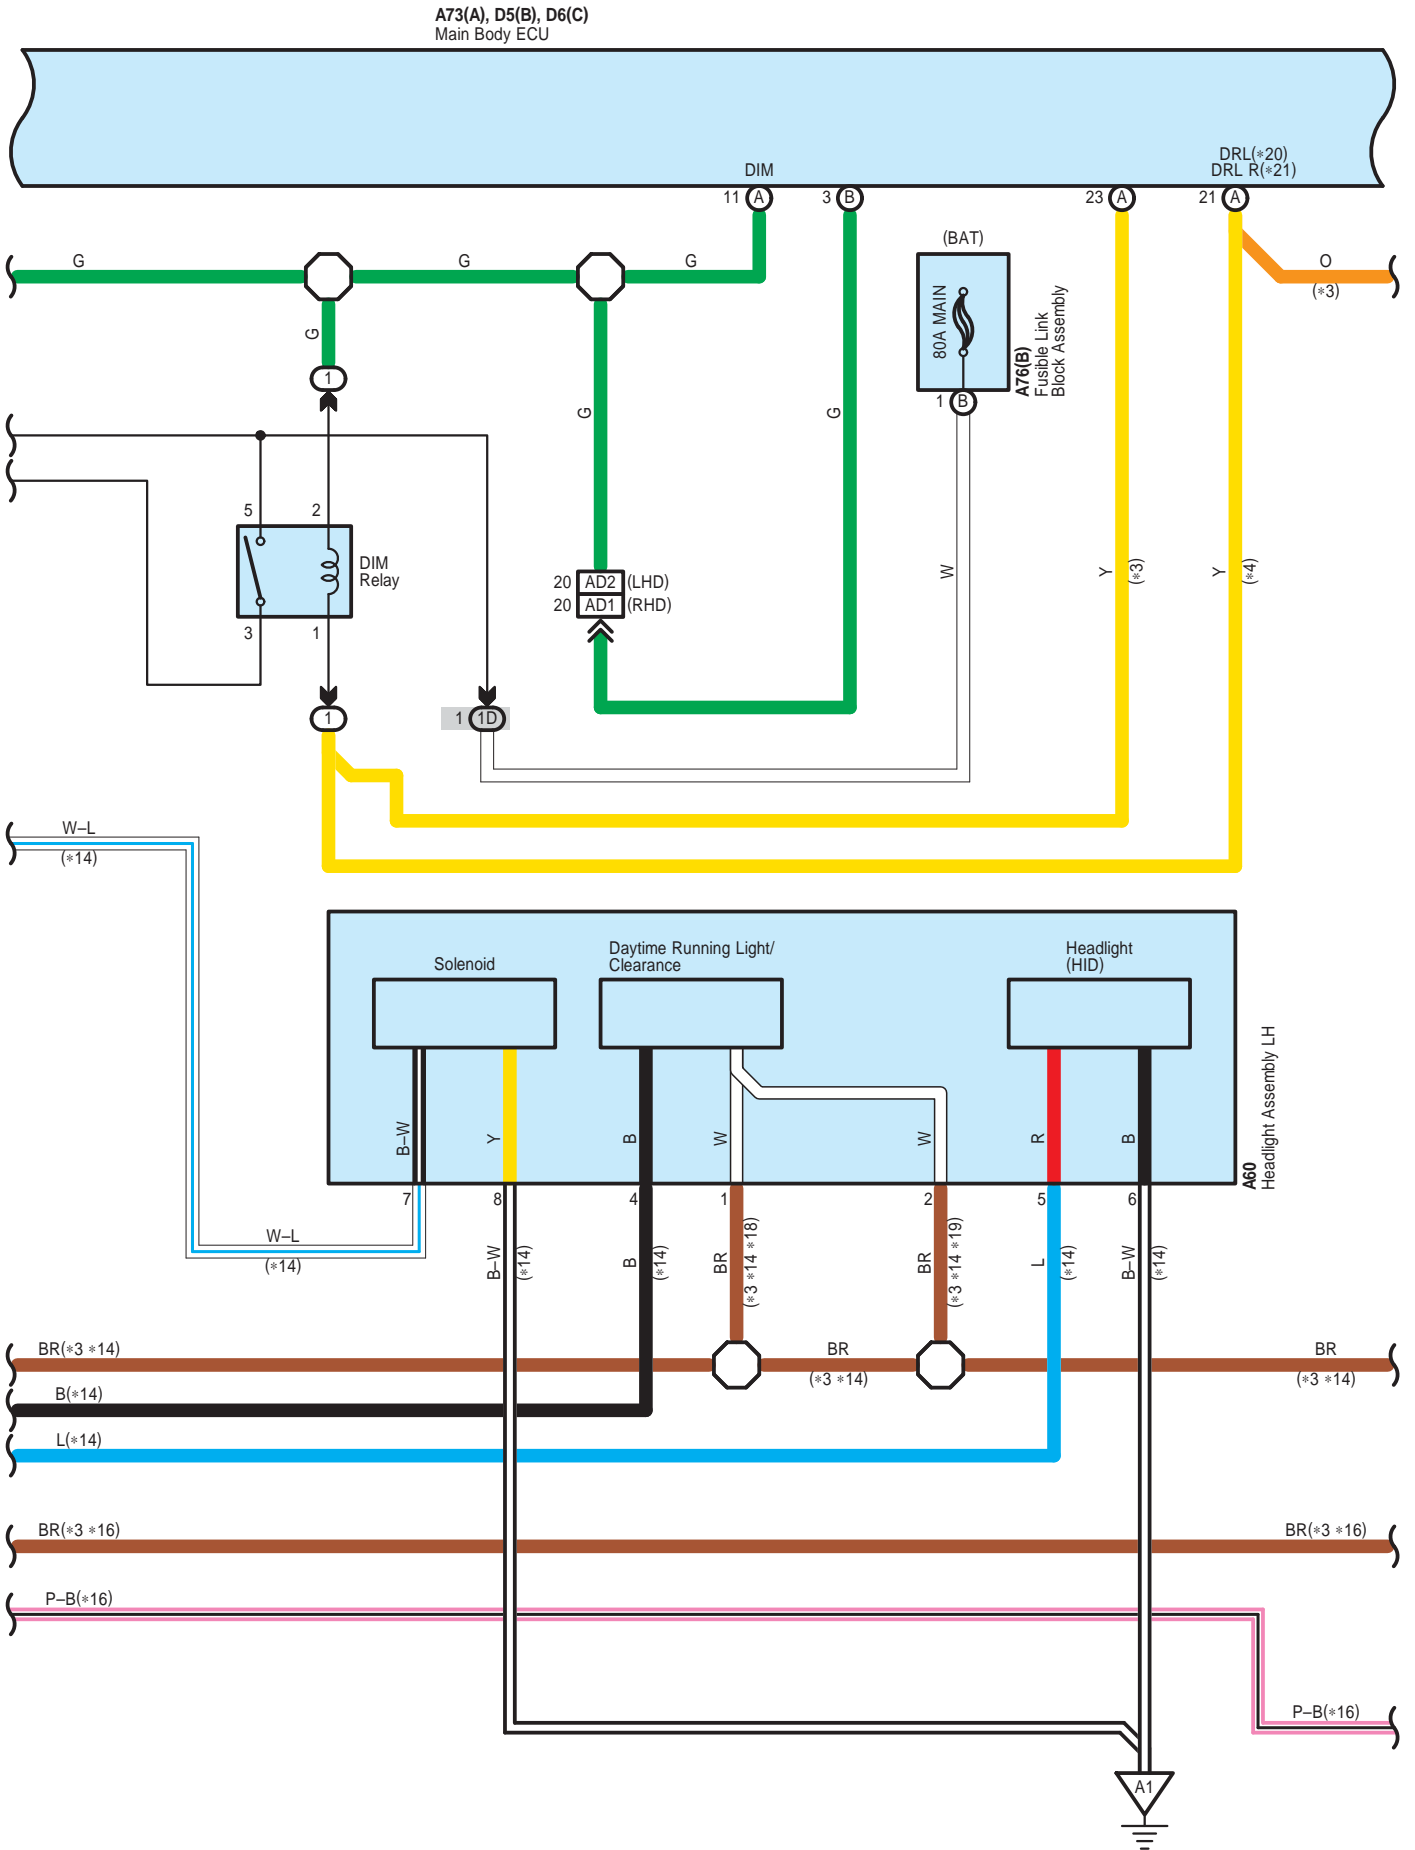 A73(A), D5(B), D6(C)
Main Body ECU
DRL(*20)
DIM
DRL R(*21)
11 A
3 B
23 A
21 A
(BAT)
G
G
G
O
(*3)
80A MAIN
A76(B)
Fusible Link
Block Assembly
G
1
1 B
G
G
5
2
DIM
Relay
W
Y
(*3)
Y
(*4)
20 AD2 (LHD)
20 AD1 (RHD)
3
1
1
1 1D
W–L
(*14)
Solenoid
Daytime Running Light/
Clearance
Headlight
(HID)
A60
Headlight Assembly LH
B–W
Y
B
W
W
R
B
7
8
4
1
2
5
6
W–L
(*14)
B–W
(*14)
B
(*14)
BR
(*3 *14 *18)
BR
(*3 *14 *19)
L
(*14)
B–W
(*14)
BR(*3 *14)
BR
(*3 *14)
BR
(*3 *14)
B(*14)
L(*14)
BR(*3 *16)
BR(*3 *16)
P–B(*16)
P–B(*16)
A1